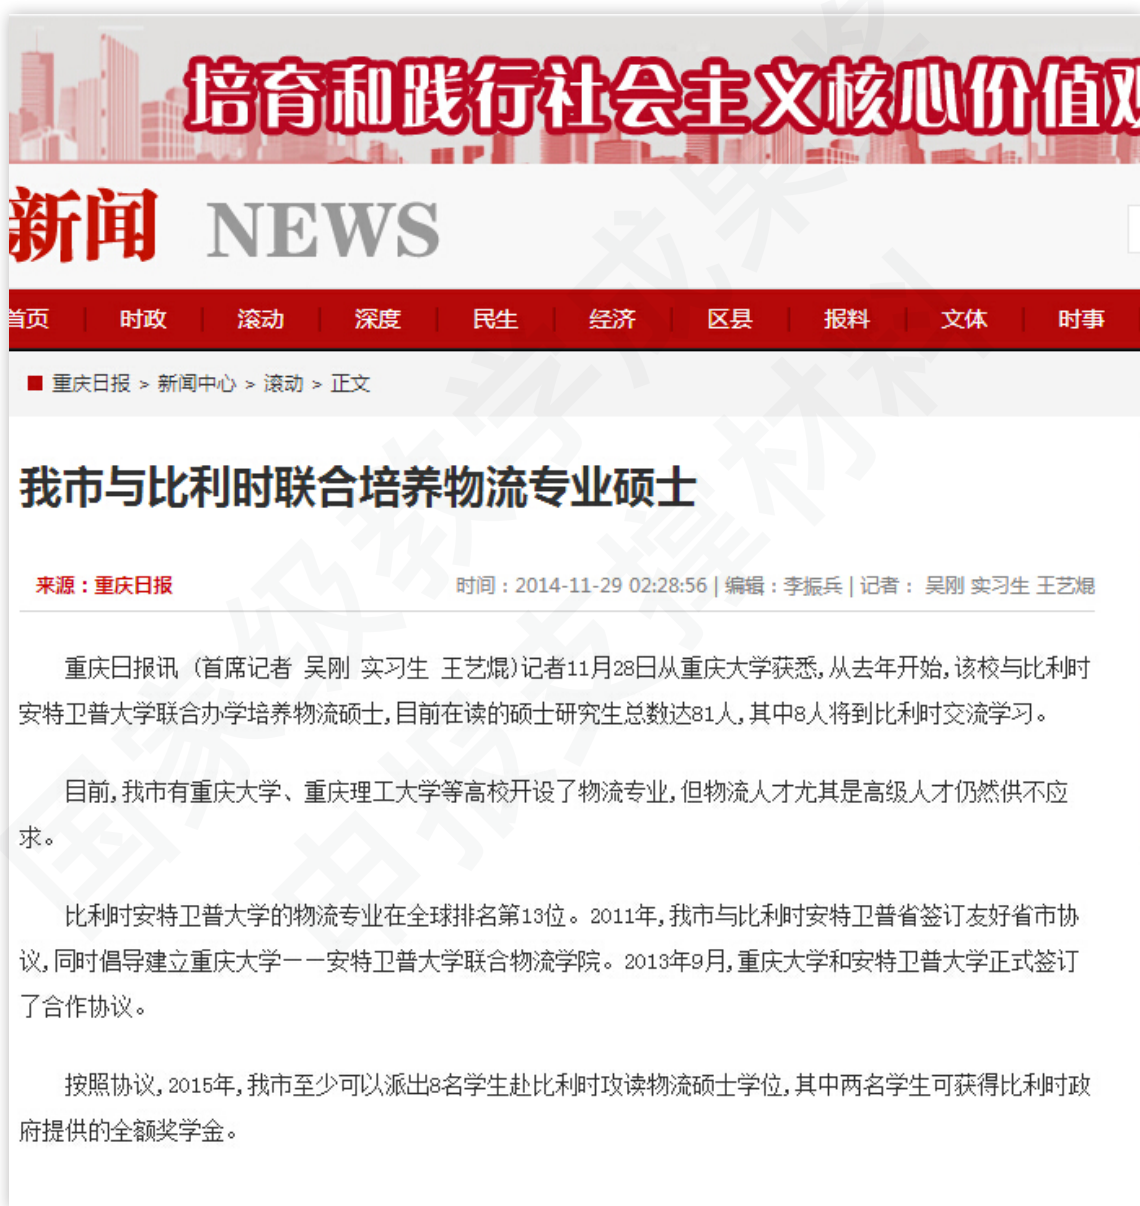 培育和践行社会主义核心价值观
新闻 NEWS
首页 时政 滚动 深度 民生 经济 区县 报料 文体 时事
重庆日报 > 新闻中心 > 滚动 > 正文
我市与比利时联合培养物流专业硕士
来源：重庆日报 时间：2014-11-29 02:28:56 | 编辑：李振兵 | 记者： 吴刚 实习生 王艺焜
重庆日报讯 (首席记者 吴刚 实习生 王艺焜)记者11月28日从重庆大学获悉,从去年开始,该校与比利时
安特卫普大学联合办学培养物流硕士,目前在读的硕士研究生总数达81人,其中8人将到比利时交流学习。
目前,我市有重庆大学、重庆理工大学等高校开设了物流专业,但物流人才尤其是高级人才仍然供不应
求。
比利时安特卫普大学的物流专业在全球排名第13位。2011年,我市与比利时安特卫普省签订友好省市协
议,同时倡导建立重庆大学——安特卫普大学联合物流学院。2013年9月,重庆大学和安特卫普大学正式签订
了合作协议。
按照协议,2015年,我市至少可以派出8名学生赴比利时攻读物流硕士学位,其中两名学生可获得比利时政
府提供的全额奖学金。
国家级教学成果奖
申报支撑材料